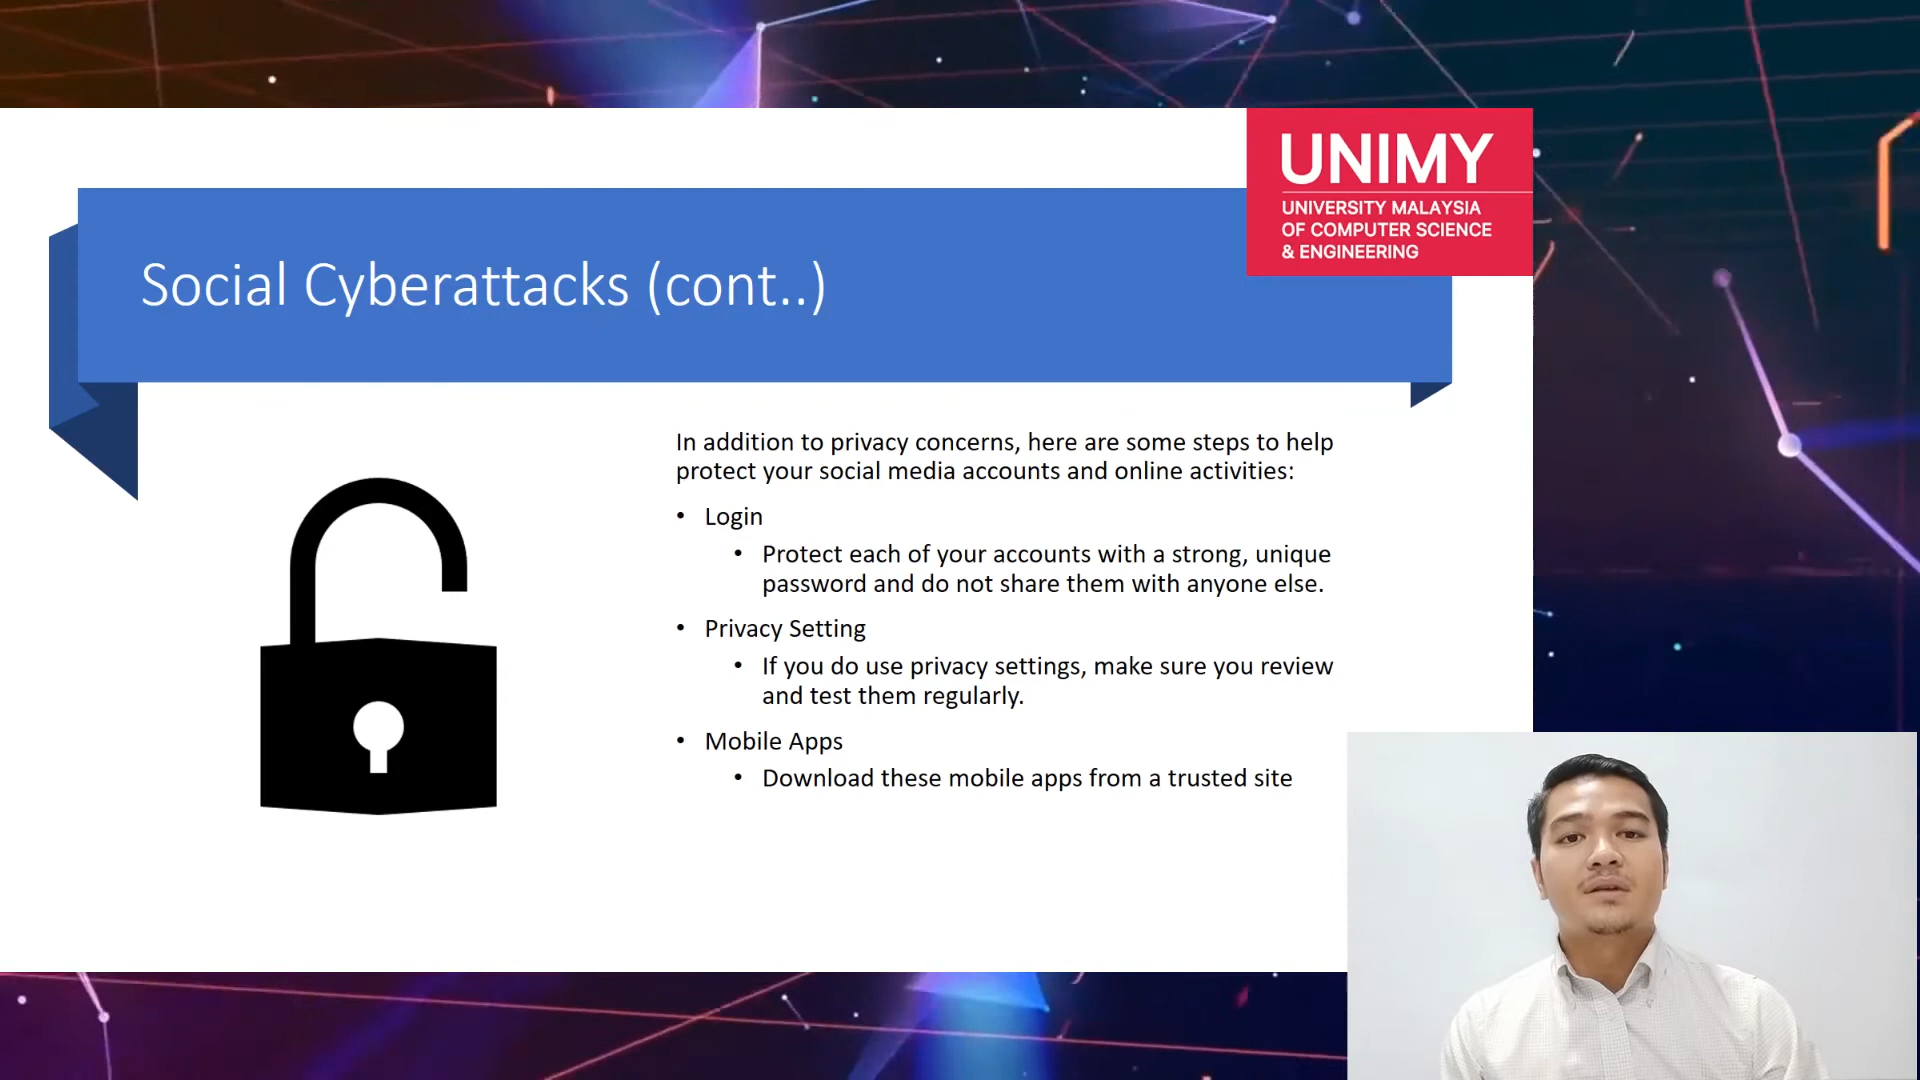 UNIMY
UNIVERSITY MALAYSIA
OF COMPUTER SCIENCE
& ENGINEERING
Social Cyberattacks (cont..)
In addition to privacy concerns, here are some steps to help
protect your social media accounts and online activities:
• Login
• Protect each of your accounts with a strong, unique
password and do not share them with anyone else.
• Privacy Setting
• If you do use privacy settings, make sure you review
and test them regularly.
• Mobile Apps
• Download these mobile apps from a trusted site